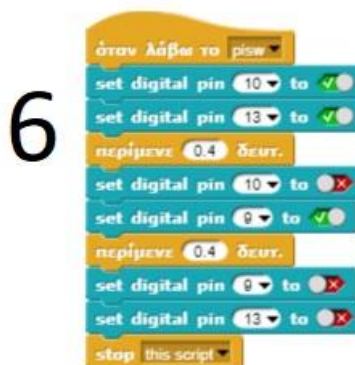 6
όταν λάβω το pisw
set digital pin 10 to
set digital pin 13 to
περίμενε 0.4 δευτ.
set digital pin 10 to
set digital pin 9 to
περίμενε 0.4 δευτ.
set digital pin 9 to
set digital pin 13 to
stop this script